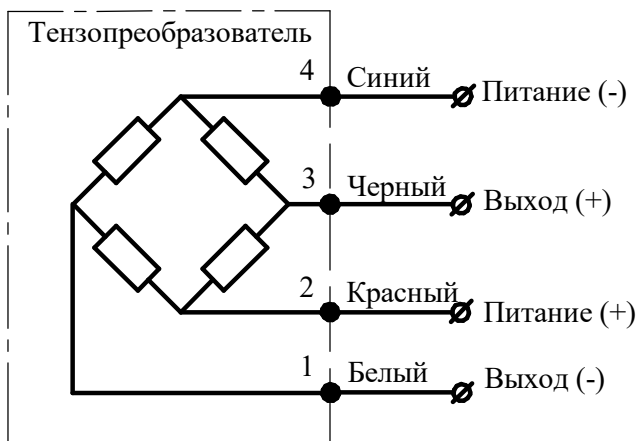 Тензопреобразователь
4 Синий Питание (-)
3 Черный Выход (+)
2 Красный Питание (+)
1 Белый Выход (-)